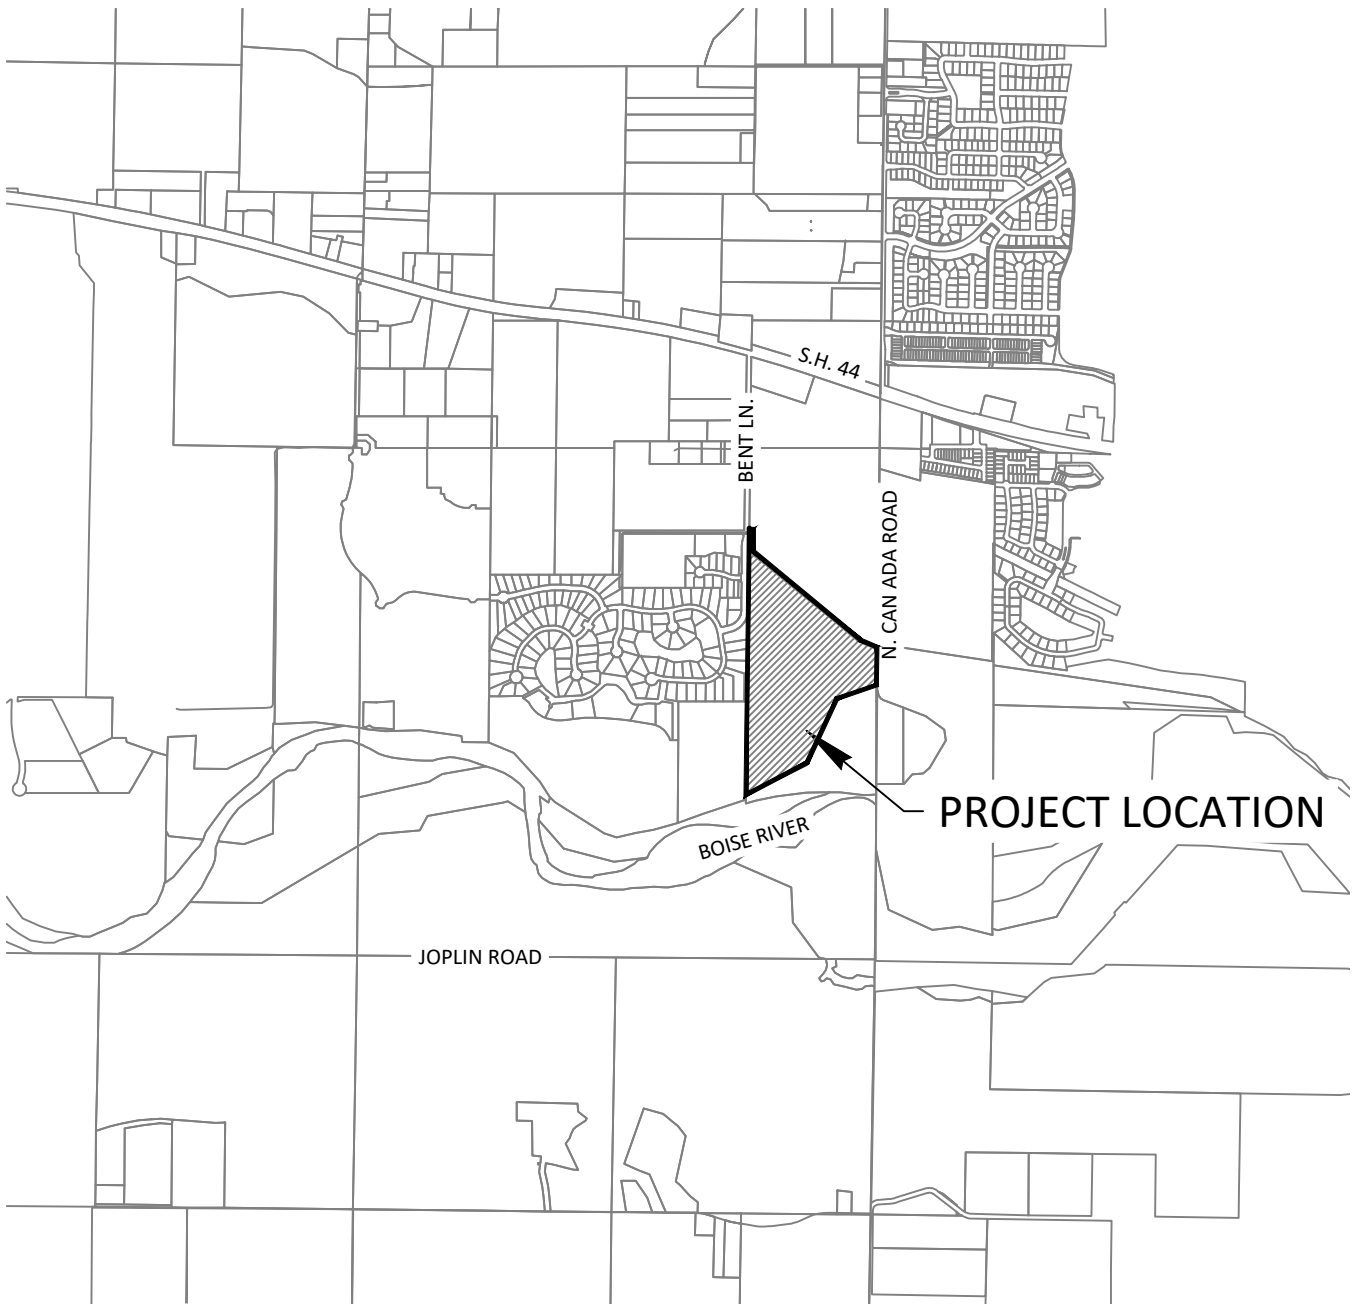 S.H. 44
BENT LN.
N. CAN ADA ROAD
PROJECT LOCATION
BOISE RIVER
JOPLIN ROAD